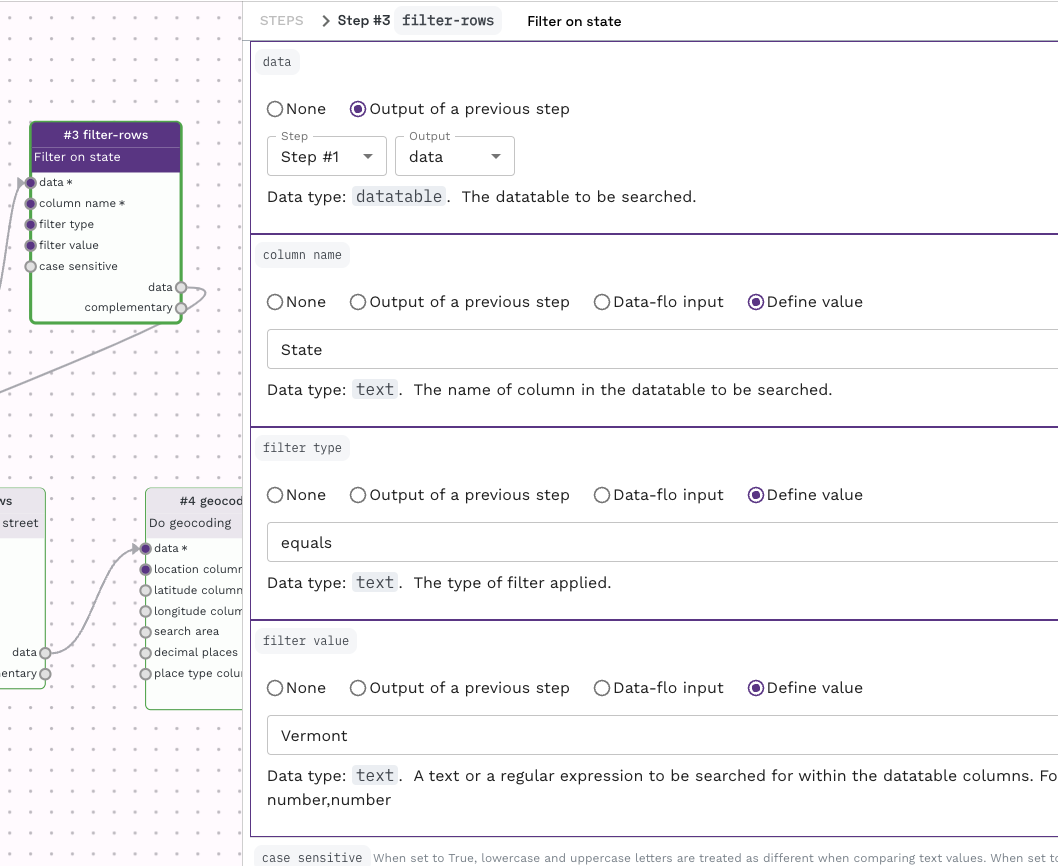 STEPS > Step #3 filter-rows Filter on state
#3 filter-rows
Filter on state
data *
column name *
filter type
filter value
case sensitive
data
complementary
ws
street
data
entary
#4 geocod
Do geocoding
data *
location column
latitude column
longitude colum
search area
decimal places
place type colu
data
None
Output of a previous step
Step
Step #1
Output
data
Data type: datatable. The datatable to be searched.
column name
None Output of a previous step Data-flo input Define value
State
Data type: text. The name of column in the datatable to be searched.
filter type
None Output of a previous step Data-flo input Define value
equals
Data type: text. The type of filter applied.
filter value
None Output of a previous step Data-flo input Define value
Vermont
Data type: text. A text or a regular expression to be searched for within the datatable columns. Fo
number,number
case sensitive When set to True, lowercase and uppercase letters are treated as different when comparing text values. When set to